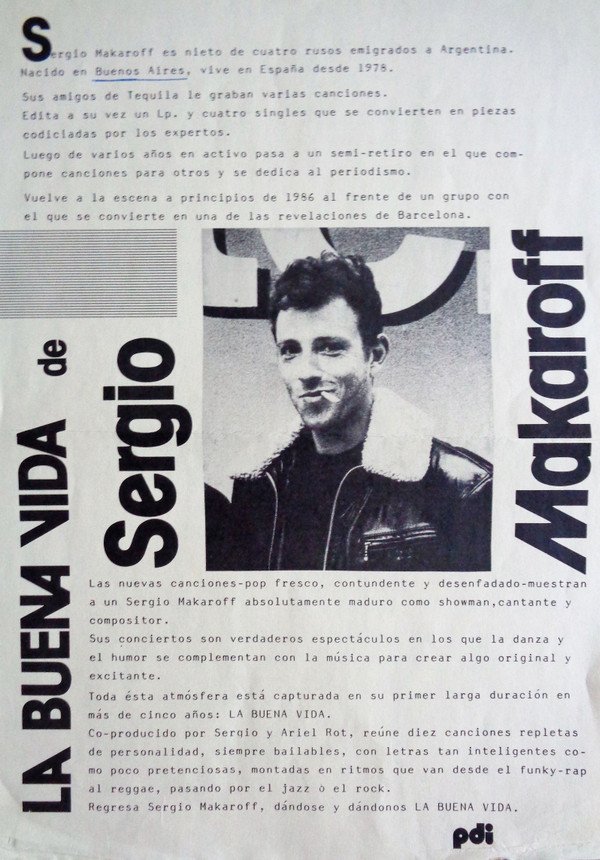 Sergio Makaroff es nieto de cuatro rusos emigrados a Argentina.
Nacido en Buenos Aires, vive en España desde 1978.
Sus amigos de Tequila le graban varias canciones.
Edita a su vez un Lp. y cuatro singles que se convierten en piezas
codiciadas por los expertos.
Luego de varios años en activo pasa a un semi-retiro en el que com-
pone canciones para otros y se dedica al periodismo.
Vuelve a la escena a principios de 1986 al frente de un grupo con
el que se convierte en una de las revelaciones de Barcelona.
LA BUENA VIDA de
Sergio
Makaroff
Las nuevas canciones-pop fresco, contundente y desenfadado-muestran
a un Sergio Makaroff absolutamente maduro como showman,cantante y
compositor.
Sus conciertos son verdaderos espectáculos en los que la danza y
el humor se complementan con la música para crear algo original y
excitante.
Toda ésta atmósfera está capturada en su primer larga duración en
más de cinco años: LA BUENA VIDA.
Co-producido por Sergio y Ariel Rot, reúne diez canciones repletas
de personalidad, siempre bailables, con letras tan inteligentes co-
mo poco pretenciosas, montadas en ritmos que van desde el funky-rap
al reggae, pasando por el jazz ò el rock.
Regresa Sergio Makaroff, dándose y dándonos LA BUENA VIDA.
pdi